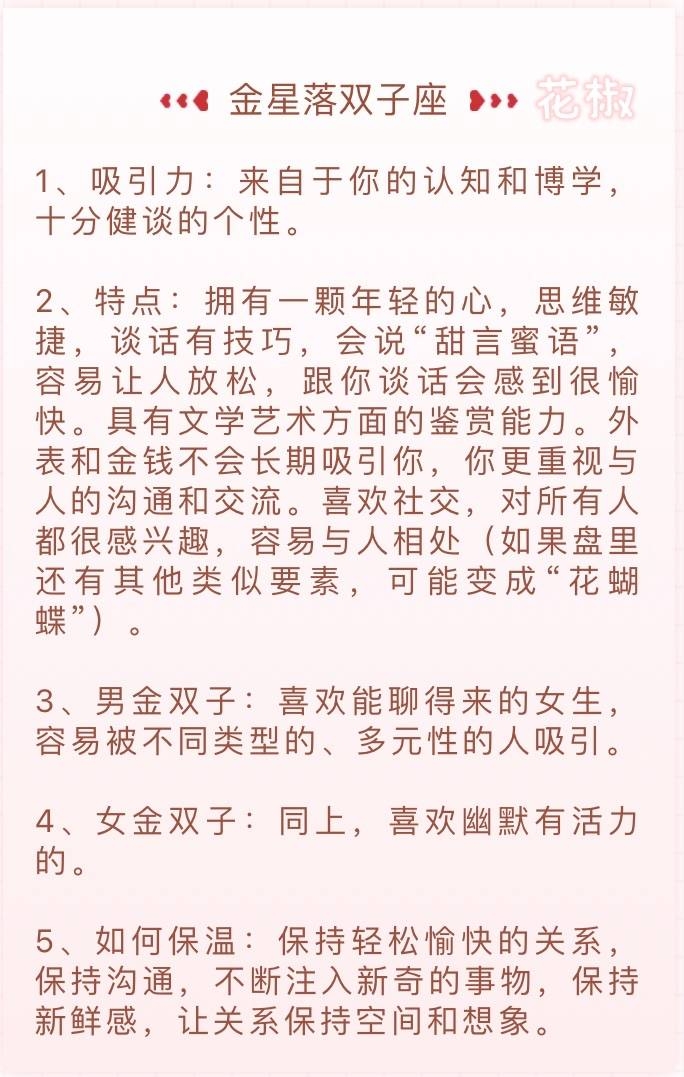 金星落双子座 花椒
1、吸引力：来自于你的认知和博学，
十分健谈的个性。
2、特点：拥有一颗年轻的心，思维敏
捷，谈话有技巧，会说“甜言蜜语”，
容易让人放松，跟你谈话会感到很愉
快。具有文学艺术方面的鉴赏能力。外
表和金钱不会长期吸引你，你更重视与
人的沟通和交流。喜欢社交，对所有人
都很感兴趣，容易与人相处（如果盘里
还有其他类似要素，可能变成“花蝴
蝶”）。
3、男金双子：喜欢能聊得来的女生，
容易被不同类型的、多元性的人吸引。
4、女金双子：同上，喜欢幽默有活力
的。
5、如何保温：保持轻松愉快的关系，
保持沟通，不断注入新奇的事物，保持
新鲜感，让关系保持空间和想象。